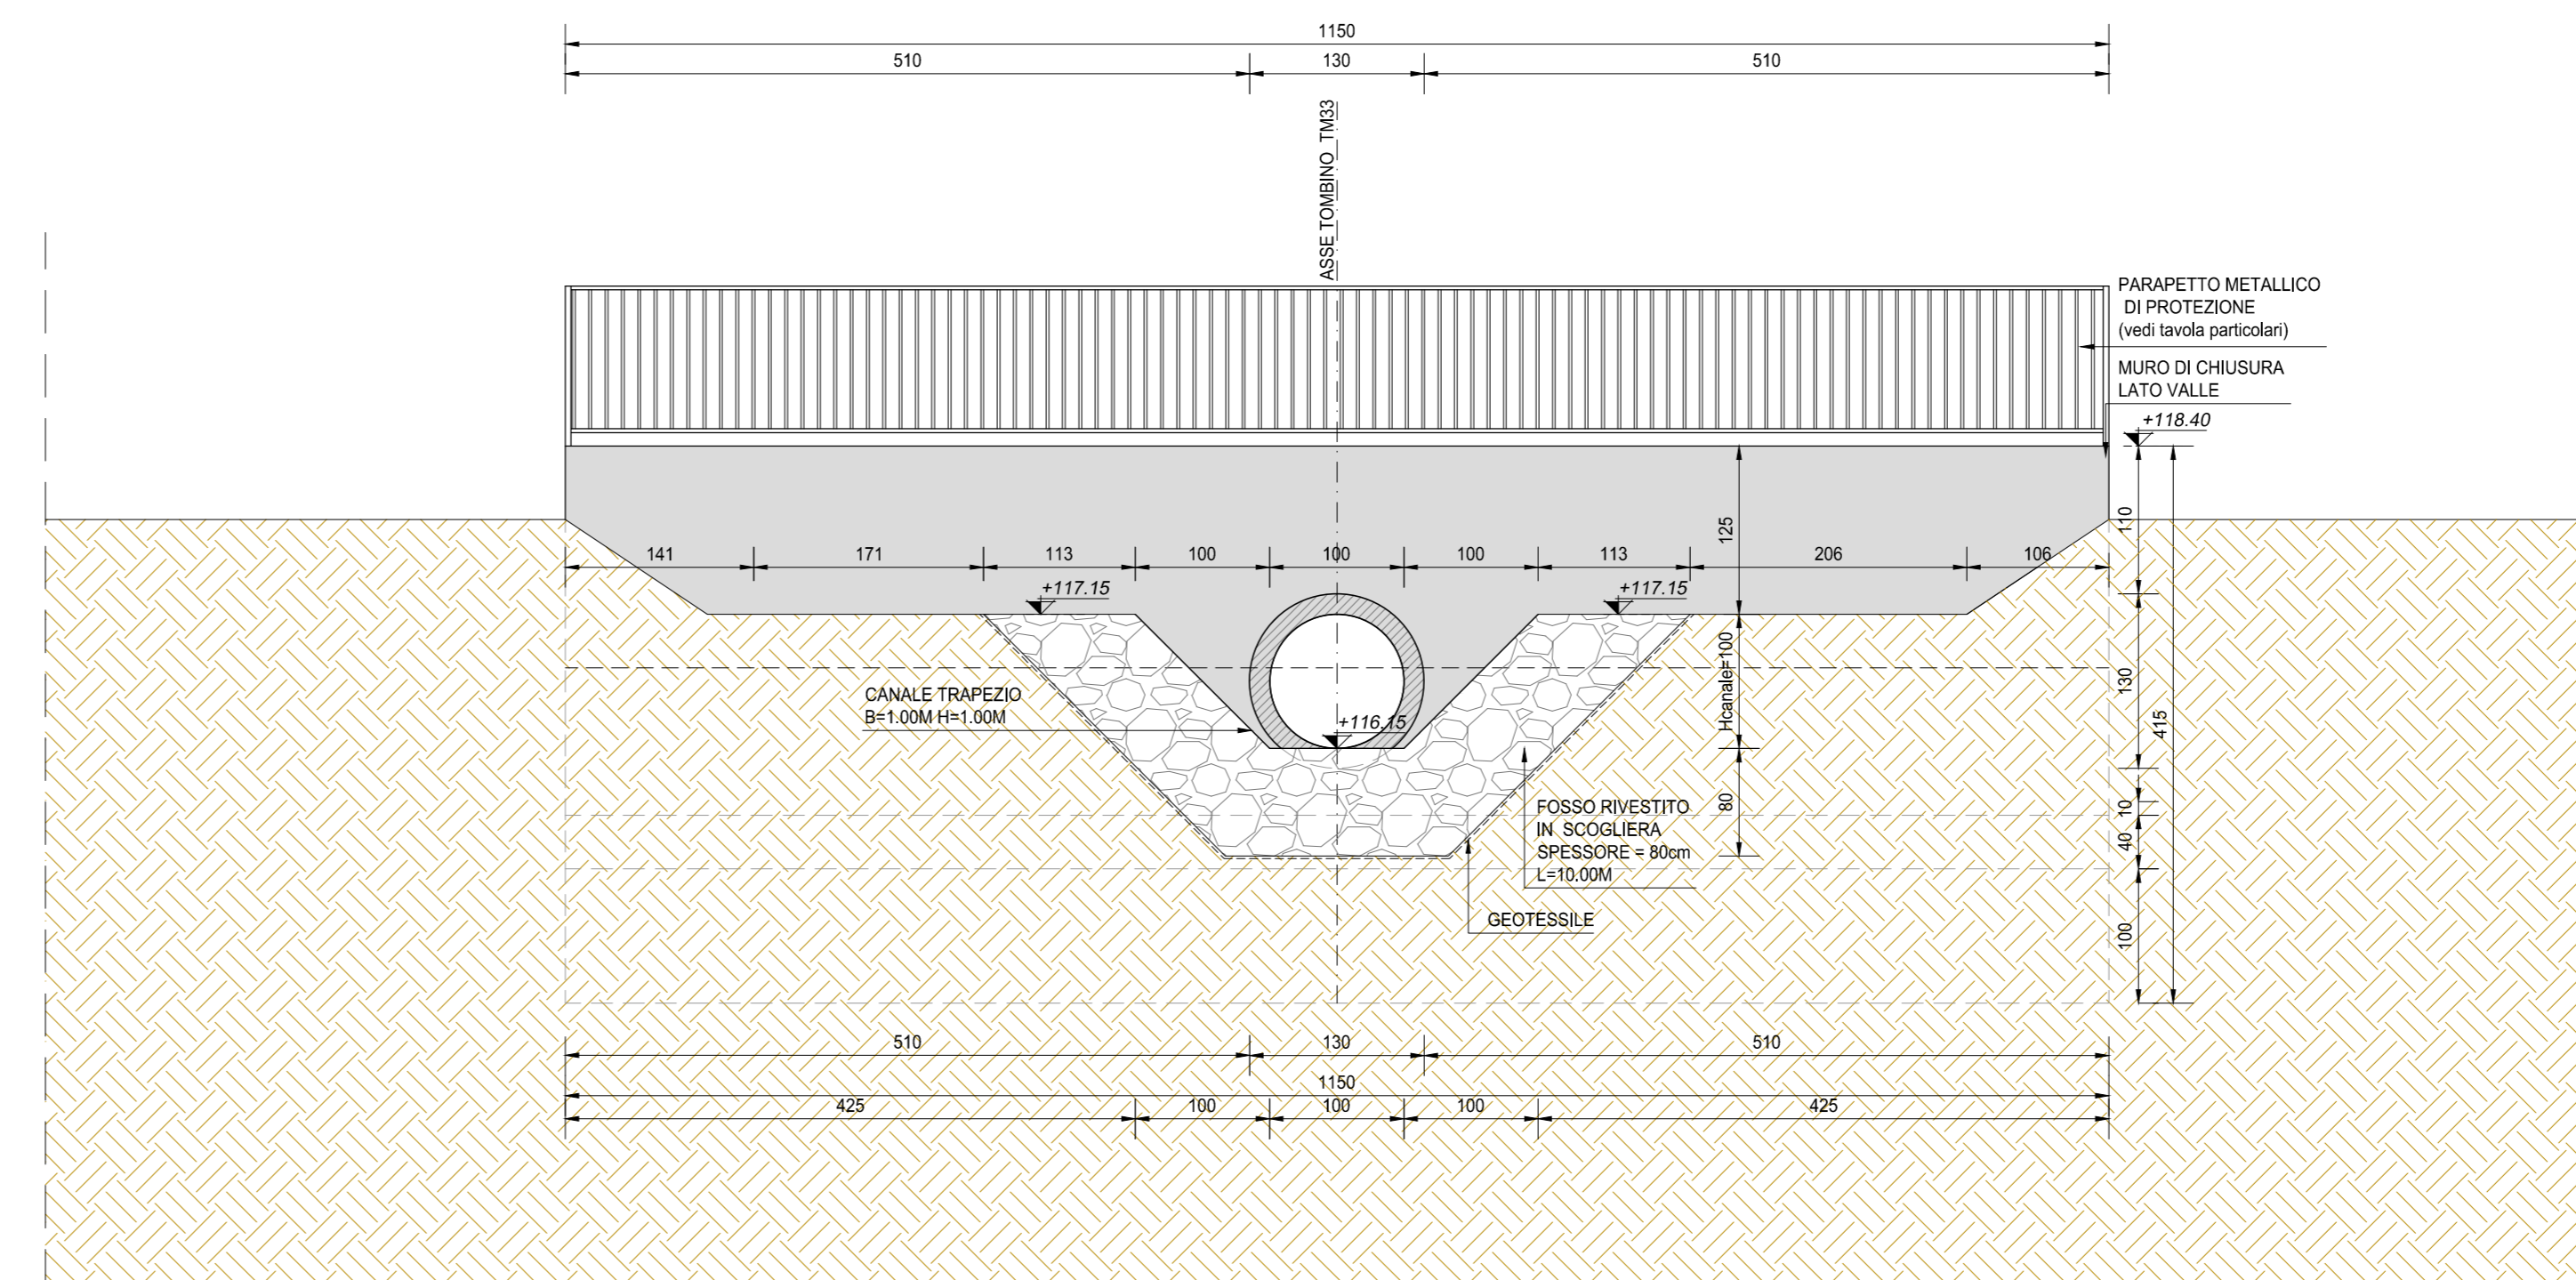 1150
510 130 510
ASSE TOMBINO TM33
PARAPETTO METALLICO
DI PROTEZIONE
(vedi tavola particolari)
MURO DI CHIUSURA
LATO VALLE
+118.40
110
125
141 171 113 100 100 100 113 206 106
+117.15 +117.15
Hcanale=100
130
415
CANALE TRAPEZIO
B=1.00M H=1.00M
+116.15
80
10
40
FOSSO RIVESTITO
IN SCOGLIERA
SPESSORE = 80cm
L=10.00M
GEOTESSILE
100
510 130 510
1150
425 100 100 100 425